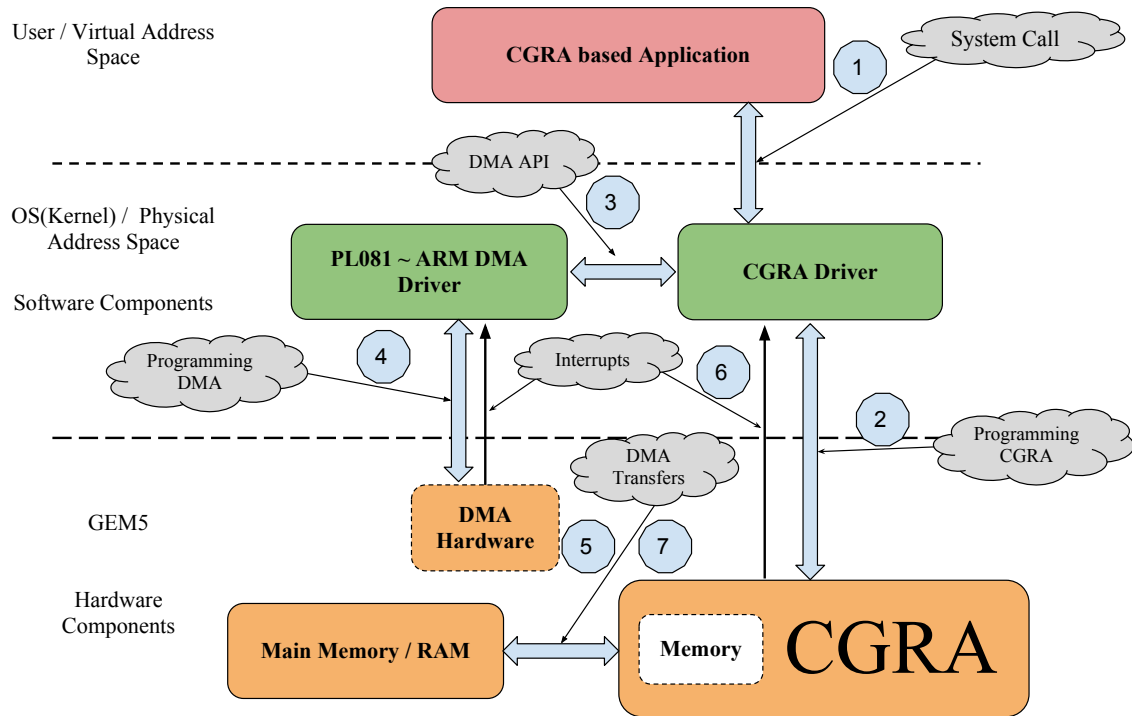 User / Virtual Address
Space
CGRA based Application
1
System Call
DMA API
3
OS(Kernel) / Physical
Address Space
PL081 ~ ARM DMA
Driver
CGRA Driver
Software Components
Programming
DMA
4
Interrupts
6
2
Programming
CGRA
DMA
Transfers
GEM5
DMA
Hardware
5
7
Hardware
Components
Main Memory / RAM
Memory
CGRA